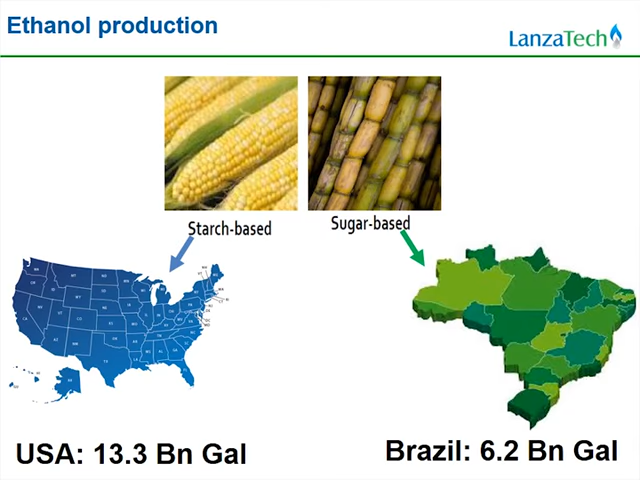 Ethanol production
LanzaTech
Starch-based
Sugar-based
USA: 13.3 Bn Gal
Brazil: 6.2 Bn Gal